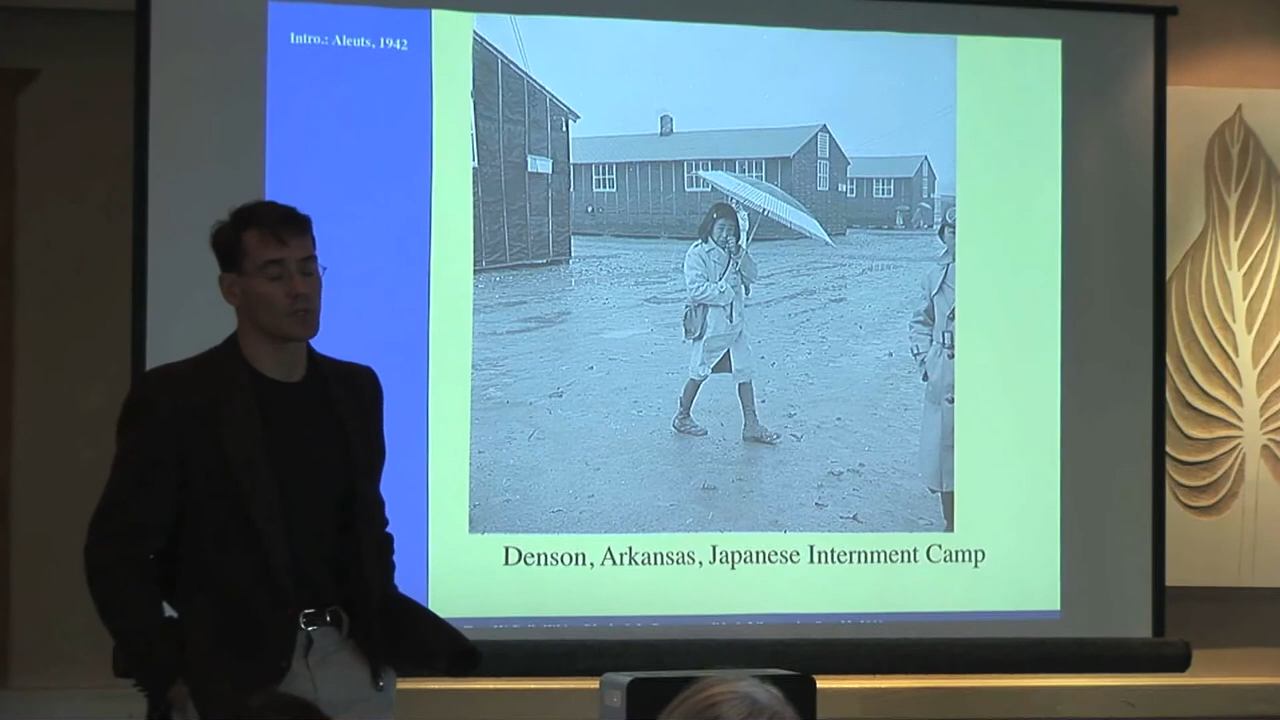 Intro.: Aleuts, 1942
Denson, Arkansas, Japanese Internment Camp